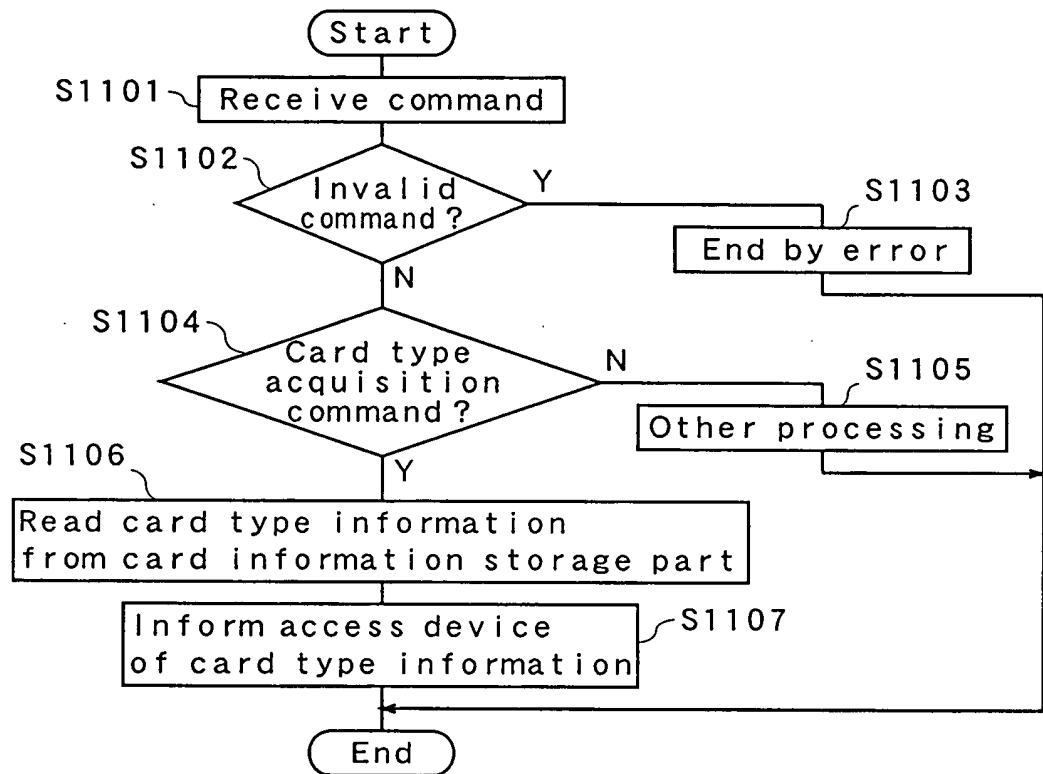 Start
S1101
Receive command
S1102
Invalid
command?
Y
S1103
End by error
N
S1104
Card type
acquisition
command?
N
S1105
Other processing
S1106
Y
Read card type information
from card information storage part
Inform access device
of card type information
S1107
End